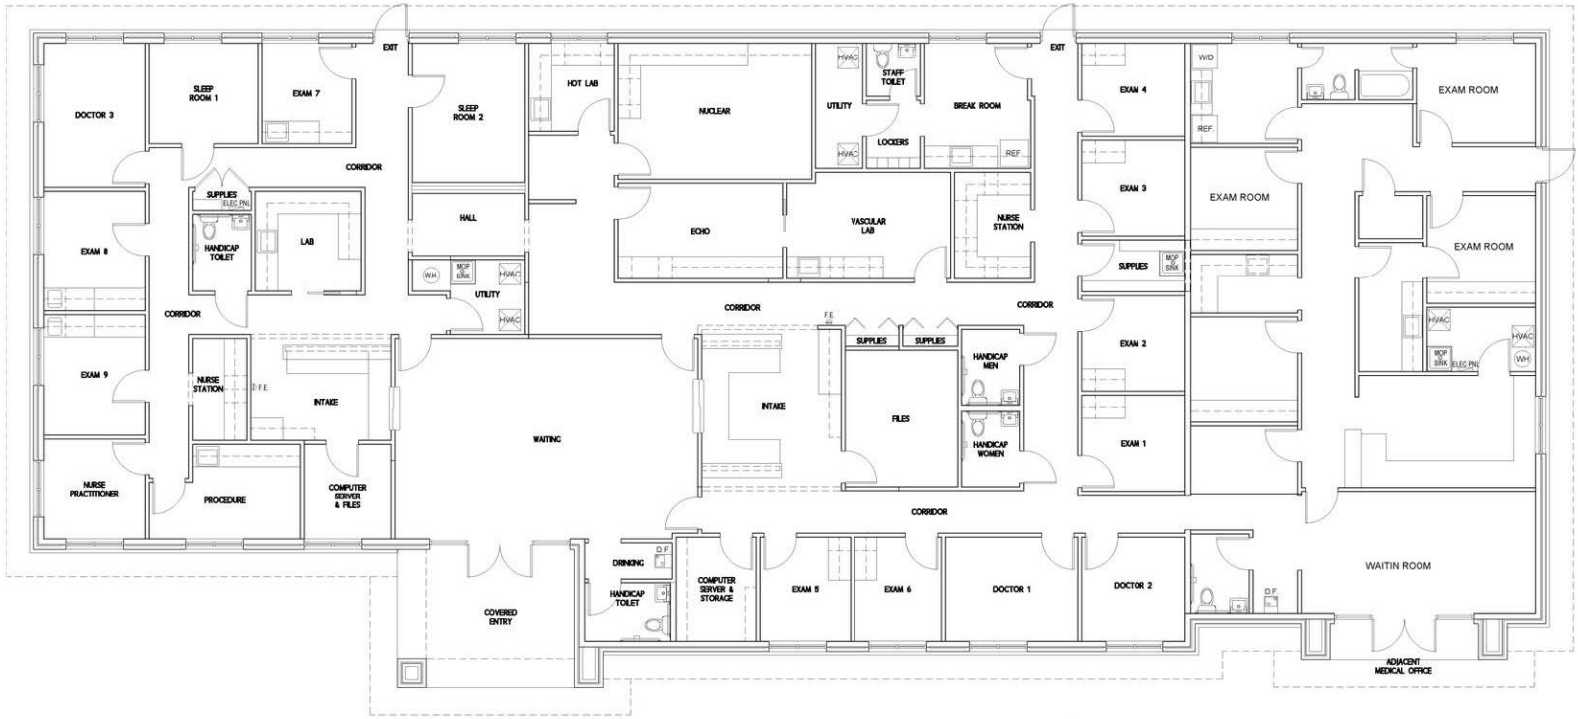 EXIT
EXIT
DOCTOR 3
SLEEP
ROOM 1
EXAM 7
SLEEP
ROOM 2
HOT LAB
NUCLEAR
HVAC
UTILITY
HVAC
STAFF
TOILET
LOCKERS
BREAK ROOM
REF.
EXAM 4
W/D
REF.
EXAM ROOM
CORRIDOR
SUPPLIES
ELEC PNL
HANDICAP
TOILET
LAB
HALL
ECHO
VASCULAR
LAB
NURSE
STATION
EXAM 3
EXAM ROOM
EXAM ROOM
EXAM 8
WH
MOP
SINK
HVAC
UTILITY
HVAC
SUPPLIES
MOP
SINK
CORRIDOR
CORRIDOR
CORRIDOR
F.E.
SUPPLIES
SUPPLIES
HVAC
HVAC
MOP
SINK
ELEC PNL
WH
EXAM 9
NURSE
STATION
F.E.
INTAKE
HANDICAP
MEN
EXAM 2
INTAKE
FILES
WAITING
HANDICAP
WOMEN
EXAM 1
NURSE
PRACTITIONER
PROCEDURE
COMPUTER
SERVER
& FILES
CORRIDOR
DRINKING
D.F.
HANDICAP
TOILET
COMPUTER
SERVER &
STORAGE
EXAM 5
EXAM 6
DOCTOR 1
DOCTOR 2
D.F.
WAITIN ROOM
COVERED
ENTRY
ADJACENT
MEDICAL OFFICE